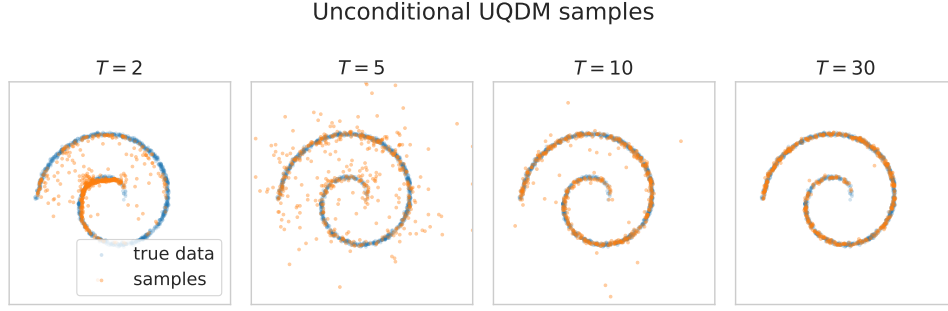 Unconditional UQDM samples
T = 2
T = 5
T = 10
T = 30
true data
samples